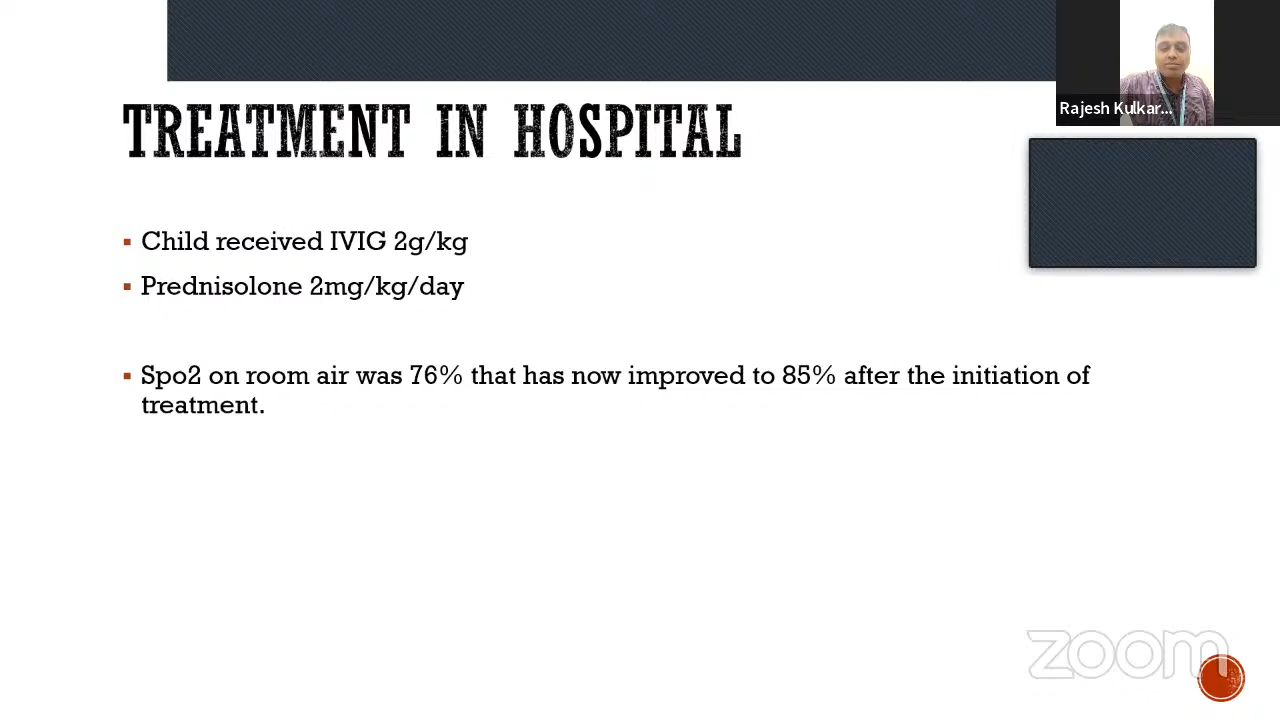 Rajesh Kulkar...
TREATMENT IN HOSPITAL
▪ Child received IVIG 2g/kg
▪ Prednisolone 2mg/kg/day
▪ Spo2 on room air was 76% that has now improved to 85% after the initiation of
treatment.
zoom